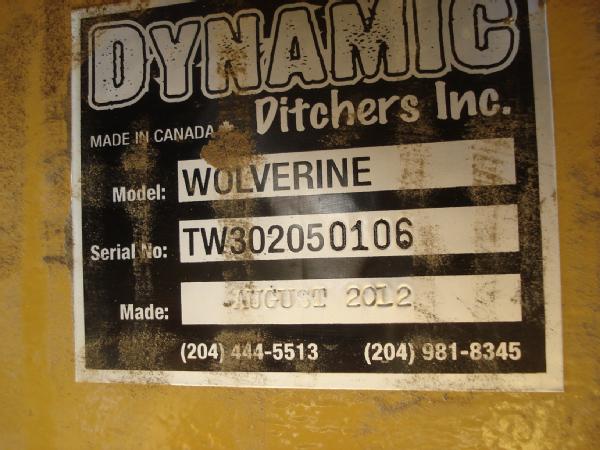 DYNAMIC
Ditchers Inc.
MADE IN CANADA
Model: WOLVERINE
Serial No: TW302050106
Made: AUGUST 2012
(204) 444-5513 (204) 981-8345